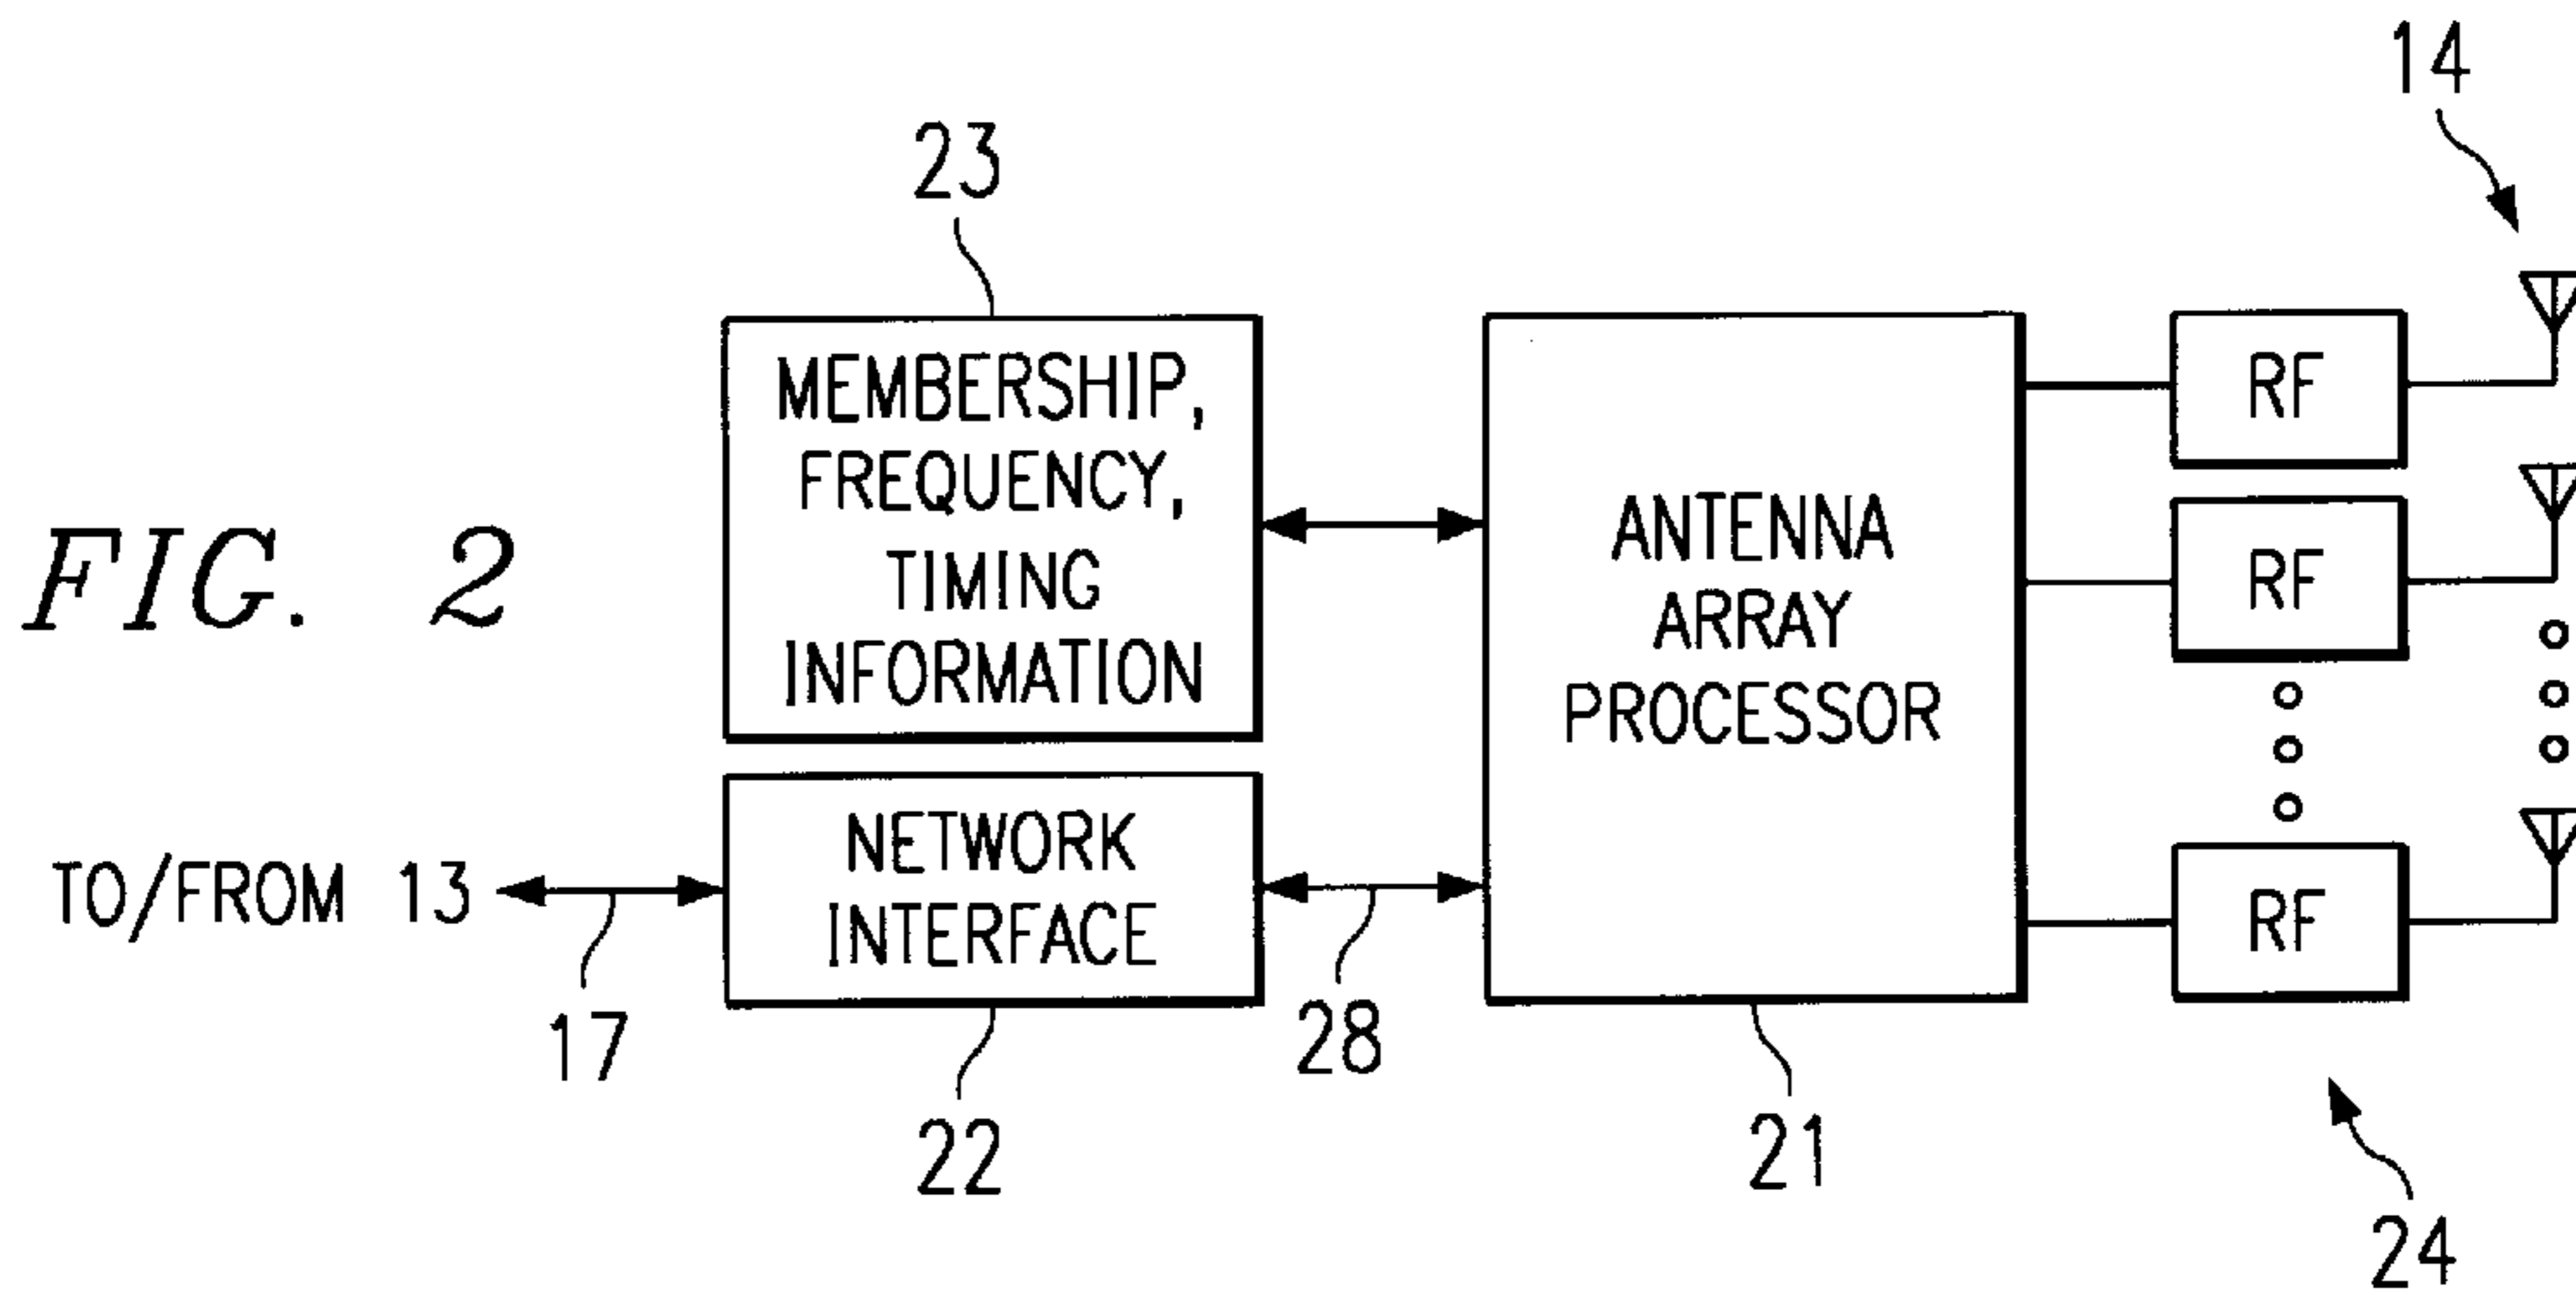 14
23
MEMBERSHIP,
FREQUENCY,
TIMING
INFORMATION
ANTENNA
ARRAY
PROCESSOR
RF
RF
RF
FIG. 2
NETWORK
INTERFACE
TO/FROM 13
17
28
22
21
24